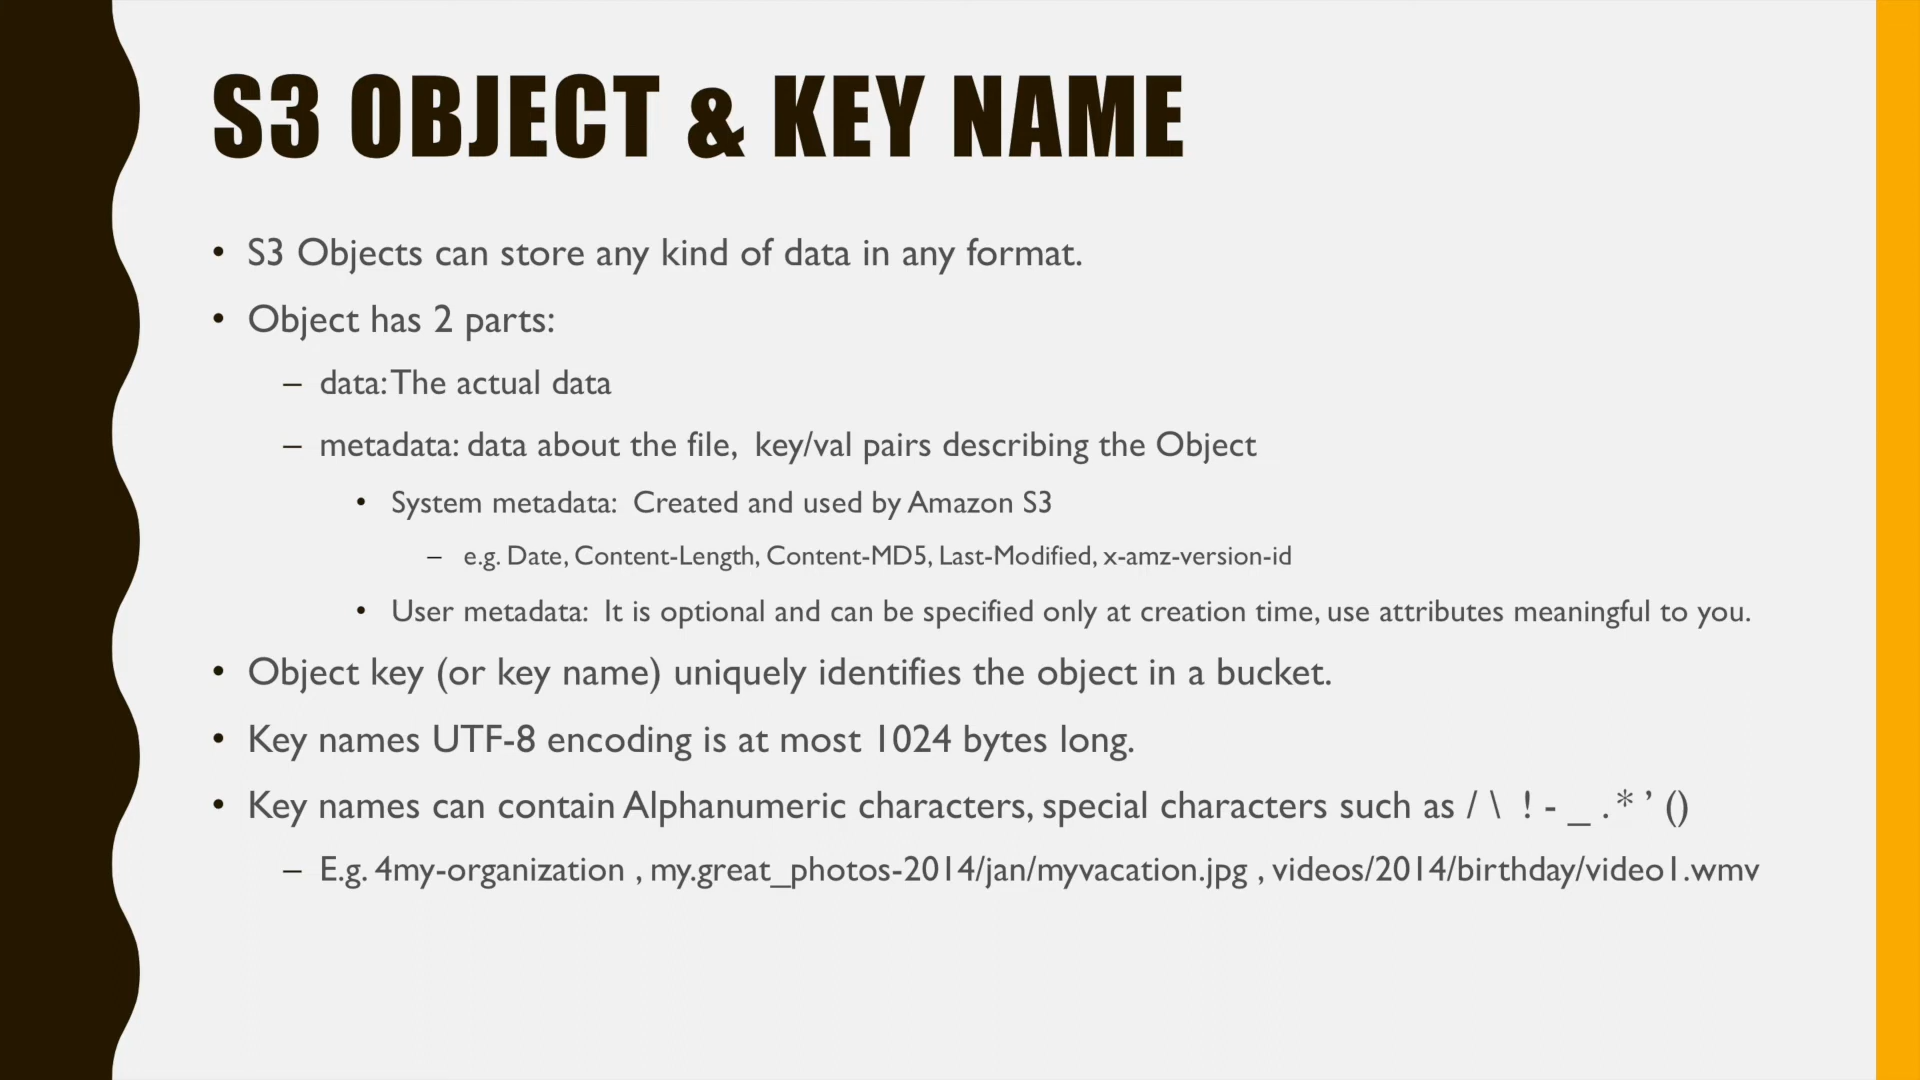 S3 OBJECT & KEY NAME
• S3 Objects can store any kind of data in any format.
• Object has 2 parts:
– data: The actual data
– metadata: data about the file, key/val pairs describing the Object
• System metadata: Created and used by Amazon S3
– e.g. Date, Content-Length, Content-MD5, Last-Modified, x-amz-version-id
• User metadata: It is optional and can be specified only at creation time, use attributes meaningful to you.
• Object key (or key name) uniquely identifies the object in a bucket.
• Key names UTF-8 encoding is at most 1024 bytes long.
• Key names can contain Alphanumeric characters, special characters such as / \ ! - _ . * ’ ()
– E.g. 4my-organization , my.great_photos-2014/jan/myvacation.jpg , videos/2014/birthday/video1.wmv